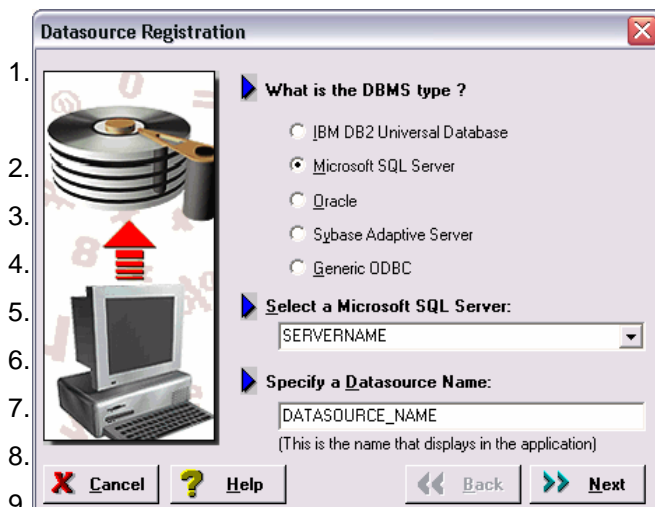 Datasource Registration
1.
What is the DBMS type ?
IBM DB2 Universal Database
2.
Microsoft SQL Server
3.
Oracle
Sybase Adaptive Server
4.
Generic ODBC
5.
Select a Microsoft SQL Server:
SERVERNAME
6.
Specify a Datasource Name:
7.
DATASOURCE_NAME
(This is the name that displays in the application)
8.
Cancel
Help
Back
Next
9.